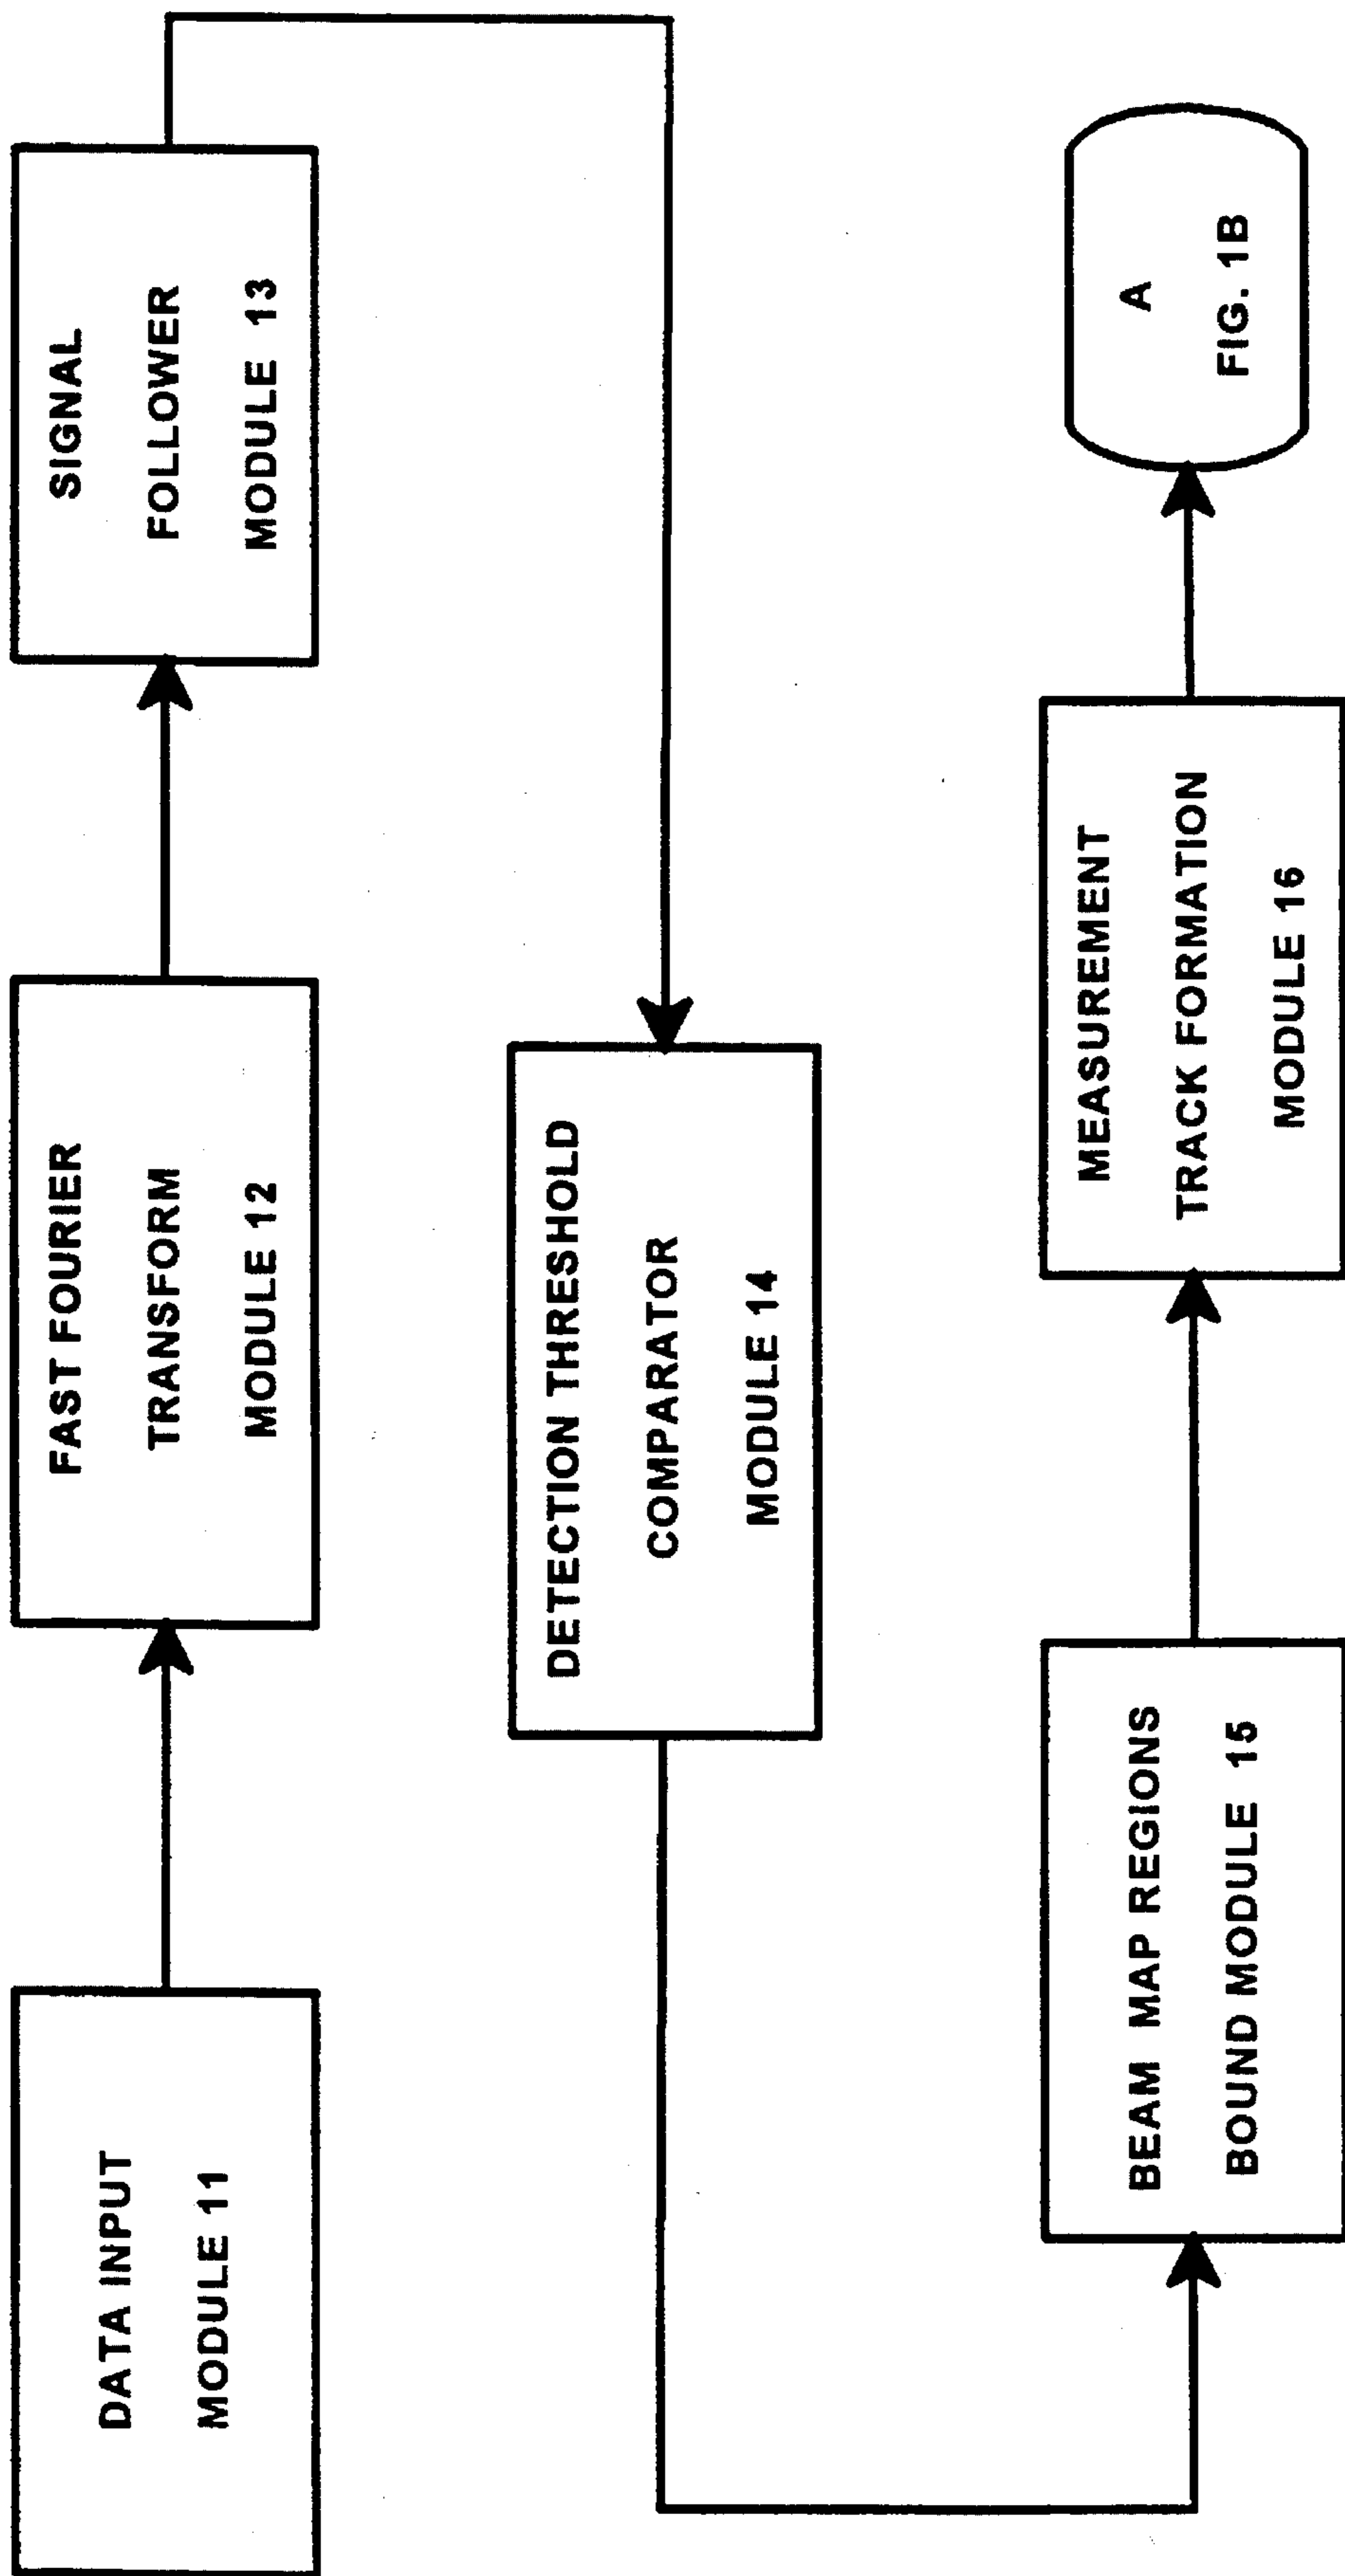 DATA INPUT
MODULE 11
FAST FOURIER
TRANSFORM
MODULE 12
SIGNAL
FOLLOWER
MODULE 13
DETECTION THRESHOLD
COMPARATOR
MODULE 14
BEAM MAP REGIONS
BOUND MODULE 15
MEASUREMENT
TRACK FORMATION
MODULE 16
A
FIG. 1B